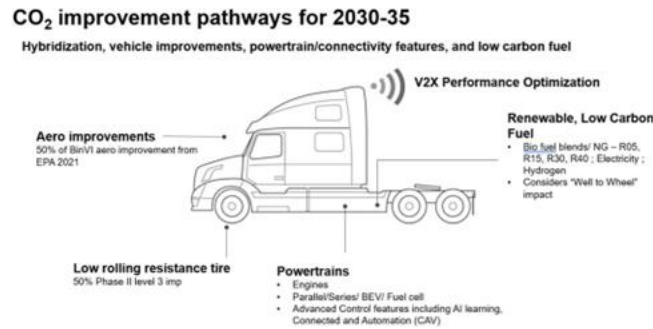 CO2 improvement pathways for 2030-35
Hybridization, vehicle improvements, powertrain/connectivity features, and low carbon fuel
V2X Performance Optimization
Aero improvements
50% of BinVI aero improvement from
EPA 2021
Renewable, Low Carbon
Fuel
• Bio fuel blends/ NG – R05,
R15, R30, R40 ; Electricity ;
Hydrogen
• Considers "Well to Wheel"
impact
Low rolling resistance tire
50% Phase II level 3 imp
Powertrains
• Engines
• Parallel/Series/ BEV/ Fuel cell
• Advanced Control features including AI learning,
Connected and Automation (CAV)